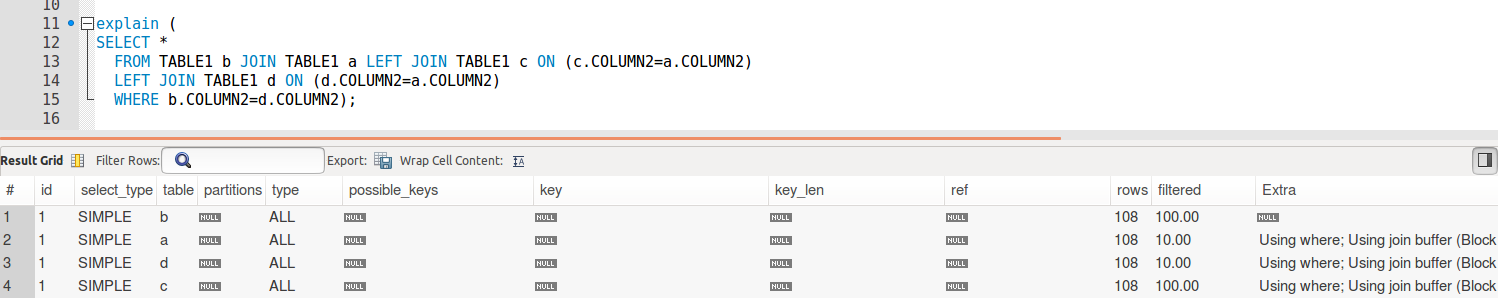 10
11 explain (
12 SELECT *
13 FROM TABLE1 b JOIN TABLE1 a LEFT JOIN TABLE1 c ON (c.COLUMN2=a.COLUMN2)
14 LEFT JOIN TABLE1 d ON (d.COLUMN2=a.COLUMN2)
15 WHERE b.COLUMN2=d.COLUMN2);
16
Result Grid Filter Rows: Export: Wrap Cell Content: IA
# id select_type table partitions type possible_keys key key_len ref rows filtered Extra
1 1 SIMPLE b NULL ALL NULL NULL NULL NULL 108 100.00 NULL
2 1 SIMPLE a NULL ALL NULL NULL NULL NULL 108 10.00 Using where; Using join buffer (Block
3 1 SIMPLE d NULL ALL NULL NULL NULL NULL 108 10.00 Using where; Using join buffer (Block
4 1 SIMPLE c NULL ALL NULL NULL NULL NULL 108 100.00 Using where; Using join buffer (Block